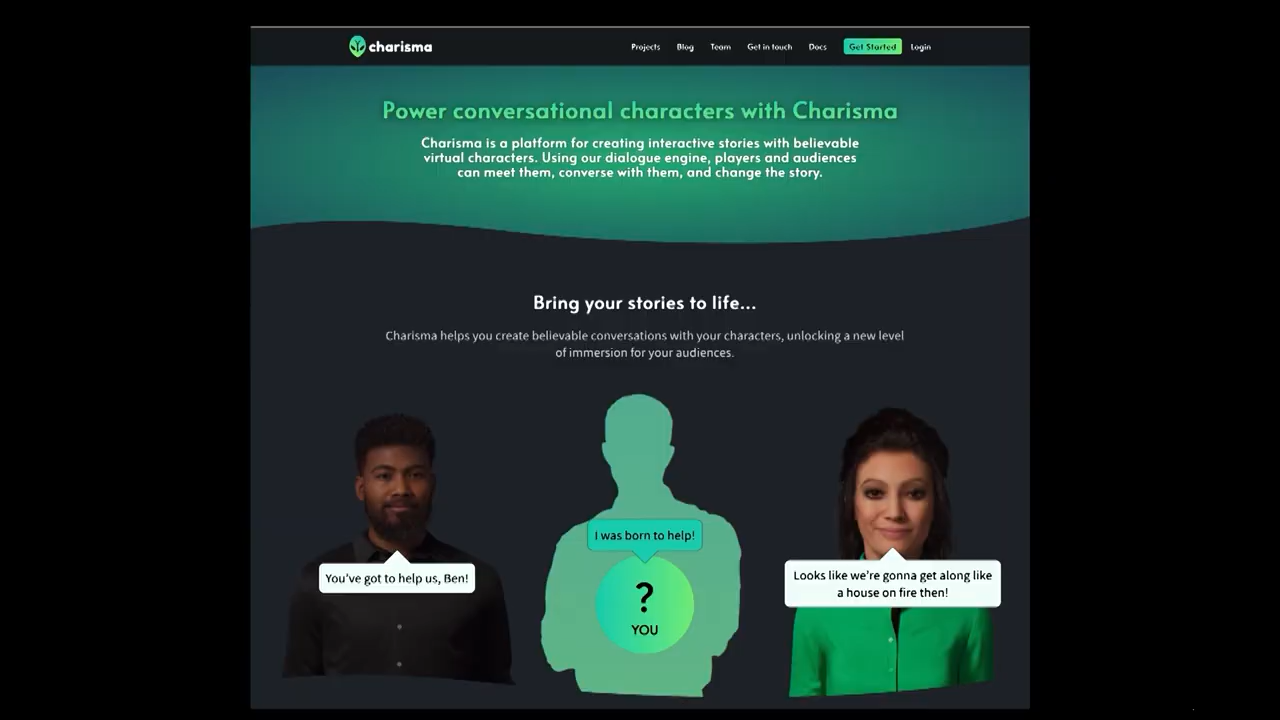 charisma
Projects Blog Team Get in touch Docs Get Started Login
Power conversational characters with Charisma
Charisma is a platform for creating interactive stories with believable
virtual characters. Using our dialogue engine, players and audiences
can meet them, converse with them, and change the story.
Bring your stories to life...
Charisma helps you create believable conversations with your characters, unlocking a new level
of immersion for your audiences.
You've got to help us, Ben!
I was born to help!
?
YOU
Looks like we're gonna get along like
a house on fire then!